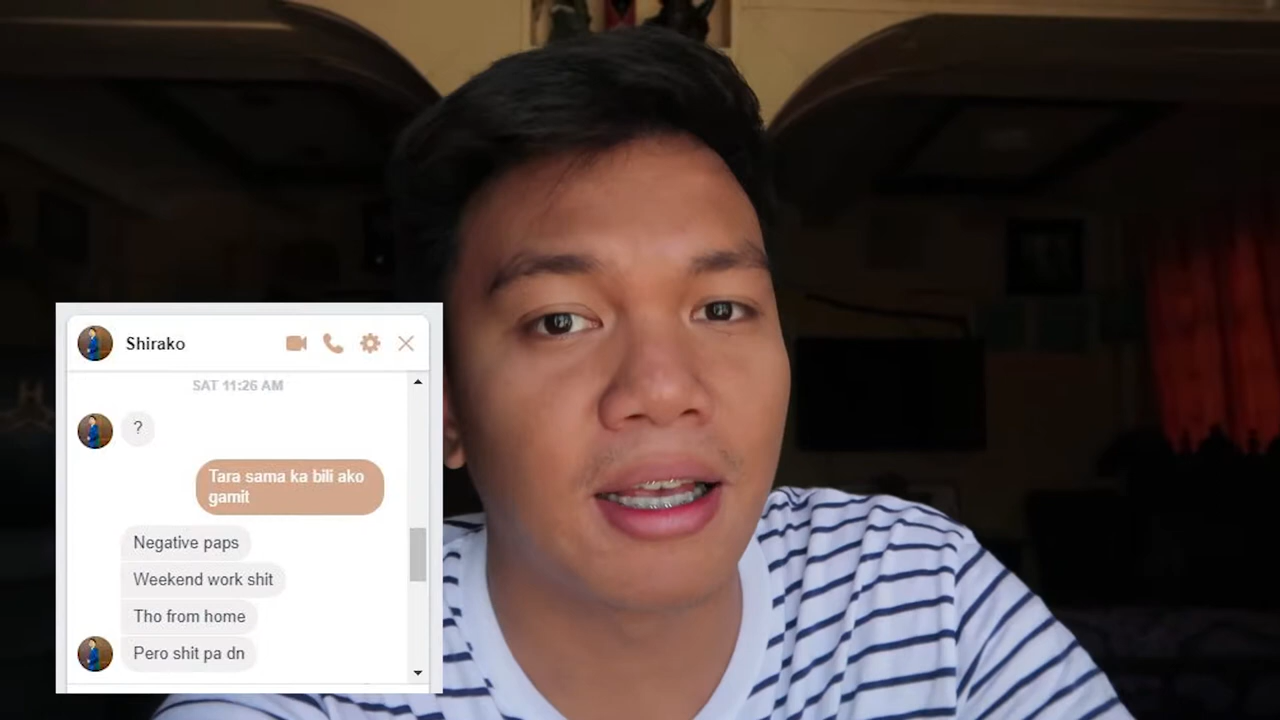 Shirako
SAT 11:26 AM
?
Tara sama ka bili ako
gamit
Negative paps
Weekend work shit
Tho from home
Pero shit pa dn